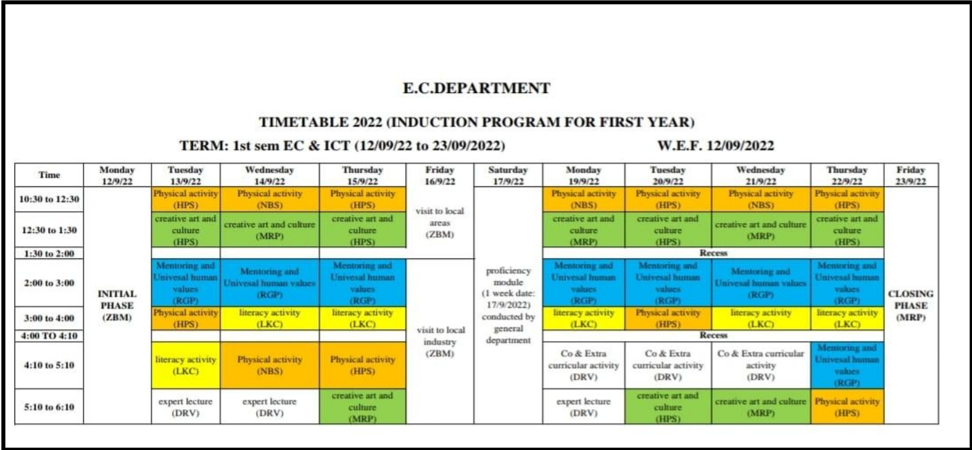 E.C.DEPARTMENT
TIMETABLE 2022 (INDUCTION PROGRAM FOR FIRST YEAR)
TERM: 1st sem EC & ICT (12/09/22 to 23/09/2022) W.E.F. 12/09/2022
Time
Monday
12/9/22
Tuesday
13/9/22
Wednesday
14/9/22
Thursday
15/9/22
Friday
16/9/22
Saturday
17/9/22
Monday
19/9/22
Tuesday
20/9/22
Wednesday
21/9/22
Thursday
22/9/22
Friday
23/9/22
INITIAL
PHASE
(ZBM)
visit to local
areas
(ZBM)
visit to local
industry
(ZBM)
proficiency
module
(1 week date:
17/9/2022)
conducted by
general
department
CLOSING
PHASE
(MRP)
10:30 to 12:30
Physical activity
(HPS)
Physical activity
(NBS)
Physical activity
(HPS)
Physical activity
(NBS)
Physical activity
(HPS)
Physical activity
(NBS)
Physical activity
(HPS)
12:30 to 1:30
creative art and
culture
(HPS)
creative art and culture
(MRP)
creative art and
culture
(HPS)
creative art and
culture
(MRP)
creative art and
culture
(HPS)
creative art and culture
(MRP)
creative art and
culture
(HPS)
1:30 to 2:00
Recess
2:00 to 3:00
Mentoring and
Univesal human
values
(RGP)
Mentoring and
Univesal human values
(RGP)
Mentoring and
Univesal human
values
(RGP)
Mentoring and
Univesal human
values
(RGP)
Mentoring and
Univesal human
values
(RGP)
Mentoring and
Univesal human values
(RGP)
Mentoring and
Univesal human
values
(RGP)
3:00 to 4:00
Physical activity
(HPS)
literacy activity
(LKC)
literacy activity
(LKC)
literacy activity
(LKC)
Physical activity
(HPS)
literacy activity
(LKC)
literacy activity
(LKC)
4:00 TO 4:10
Recess
4:10 to 5:10
literacy activity
(LKC)
Physical activity
(NBS)
Physical activity
(HPS)
Co & Extra
curricular activity
(DRV)
Co & Extra
curricular activity
(DRV)
Co & Extra curricular
activity
(DRV)
Mentoring and
Univesal human
values
(RGP)
5:10 to 6:10
expert lecture
(DRV)
expert lecture
(DRV)
creative art and
culture
(MRP)
expert lecture
(DRV)
creative art and
culture
(HPS)
creative art and culture
(MRP)
Physical activity
(HPS)